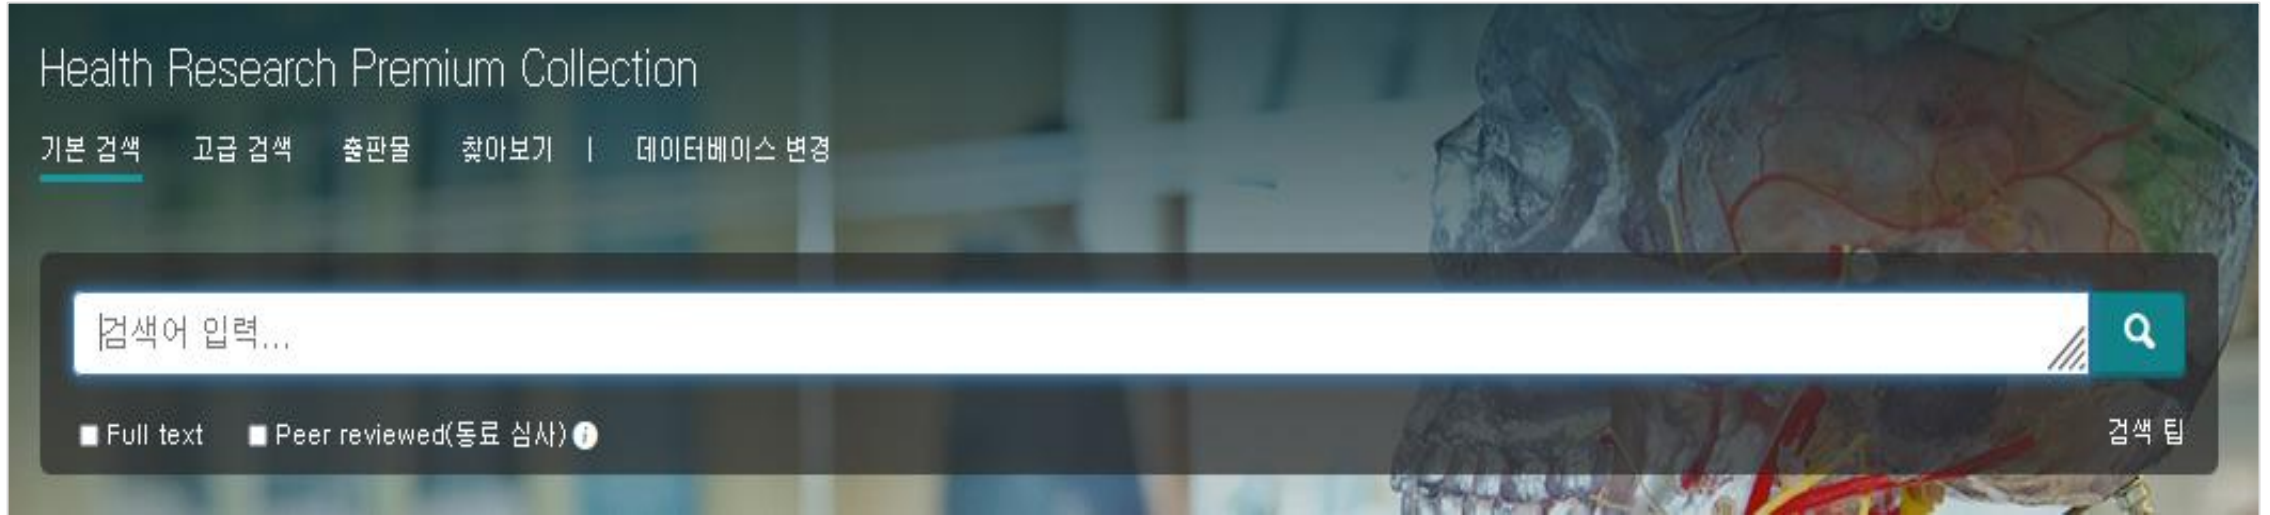 Health Research Premium Collection
기본 검색 고급 검색 출판물 찾아보기 | 데이터베이스 변경
검색어 입력...
Full text Peer reviewed(동료 심사)
검색 팁